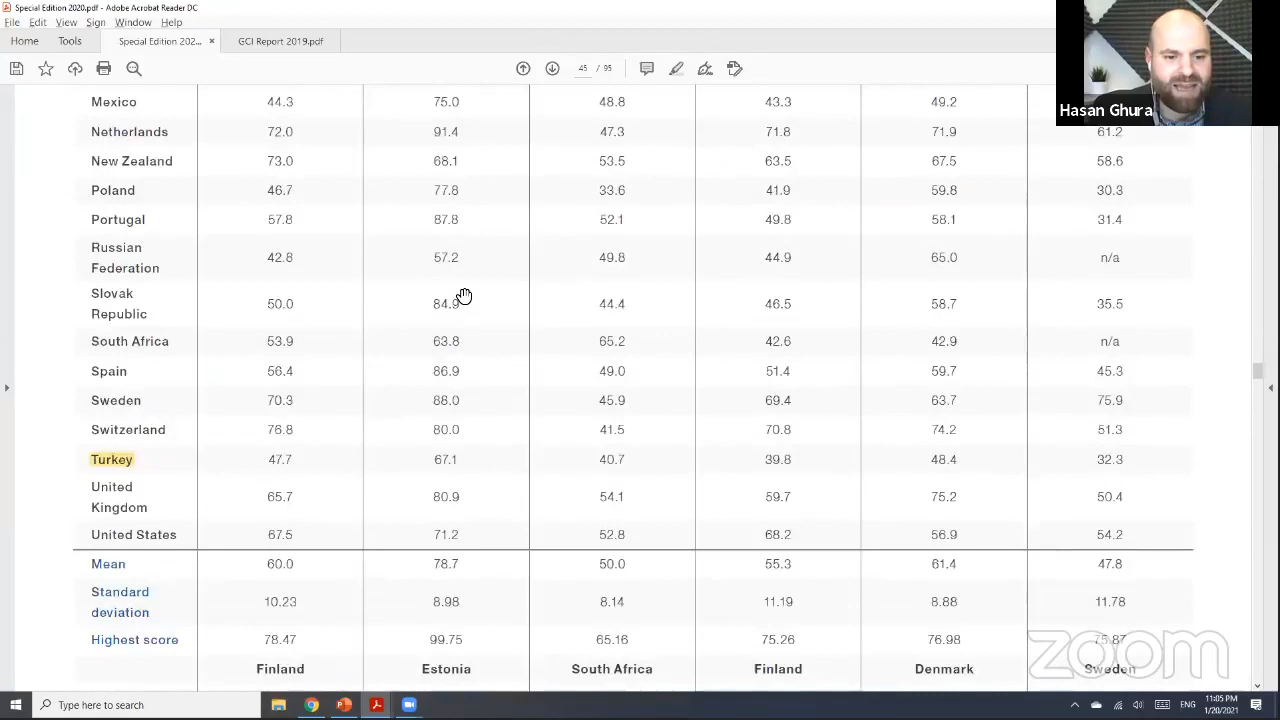 Special Edition 2020.pdf - Adobe Acrobat Reader DC
File Edit View Sign Window Help
Home Tools Special Edition 202... × GCI Report 2019.pdf
45 /
Hasan Ghura
Mexico 44.3 73.0 48.8 43.3 49.2
Netherlands 72.0 47.3 71.6 71.9 61.2
New Zealand 73.0 68.1 53.5 63.5 67.5 58.6
Poland 46.7 77.8 33.6 41.9 59.8 30.3
Portugal 57.8 87.8 52.1 49.8 58.1 31.4
Russian
Federation 42.8 57.2 49.8 44.9 65.0 n/a
Slovak
Republic 50.0 84.9 44.4 46.5 58.7 35.5
South Africa 53.9 63.8 65.2 42.6 42.9 n/a
Spain 56.4 86.9 49.0 51.4 59.7 45.3
Sweden 70.3 88.0 45.9 69.4 63.7 75.9
Switzerland 76.8 80.0 41.5 70.8 74.2 51.3
Turkey 47.7 67.1 40.7 39.8 48.4 32.3
United
Kingdom 65.7 80.9 54.1 59.7 75.2 50.4
United States 67.5 71.2 53.8 68.2 56.9 54.2
Mean 60.0 78.7 50.0 55.3 61.4 47.8
Standard
deviation 10.23 8.98 8.14 11.19 8.88 11.78
Highest score 78.47 99.75 65.16 75.26 76.98 75.87
Finland Estonia South Africa Finland Denmark Sweden
zoom
Type here to search
ENG
11:05 PM
1/20/2021